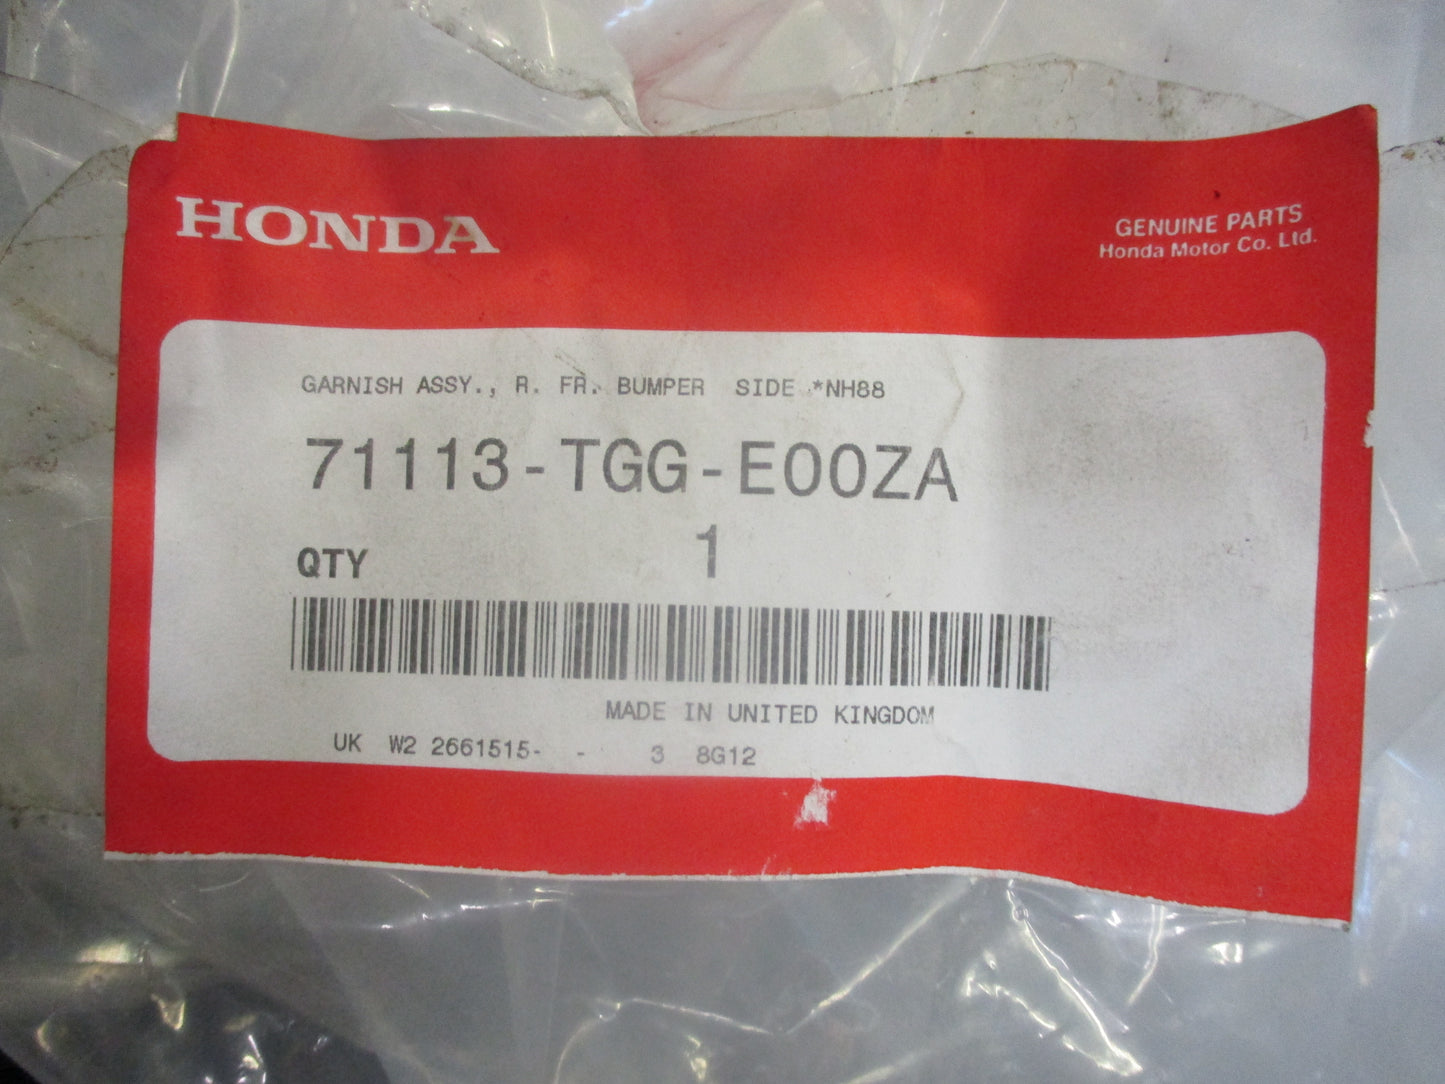 HONDA
GENUINE PARTS
Honda Motor Co. Ltd.
GARNISH ASSY., R. FR. BUMPER SIDE *NH88
71113-TGG-E00ZA
QTY 1
MADE IN UNITED KINGDOM
UK W2 2661515- - 3 8G12